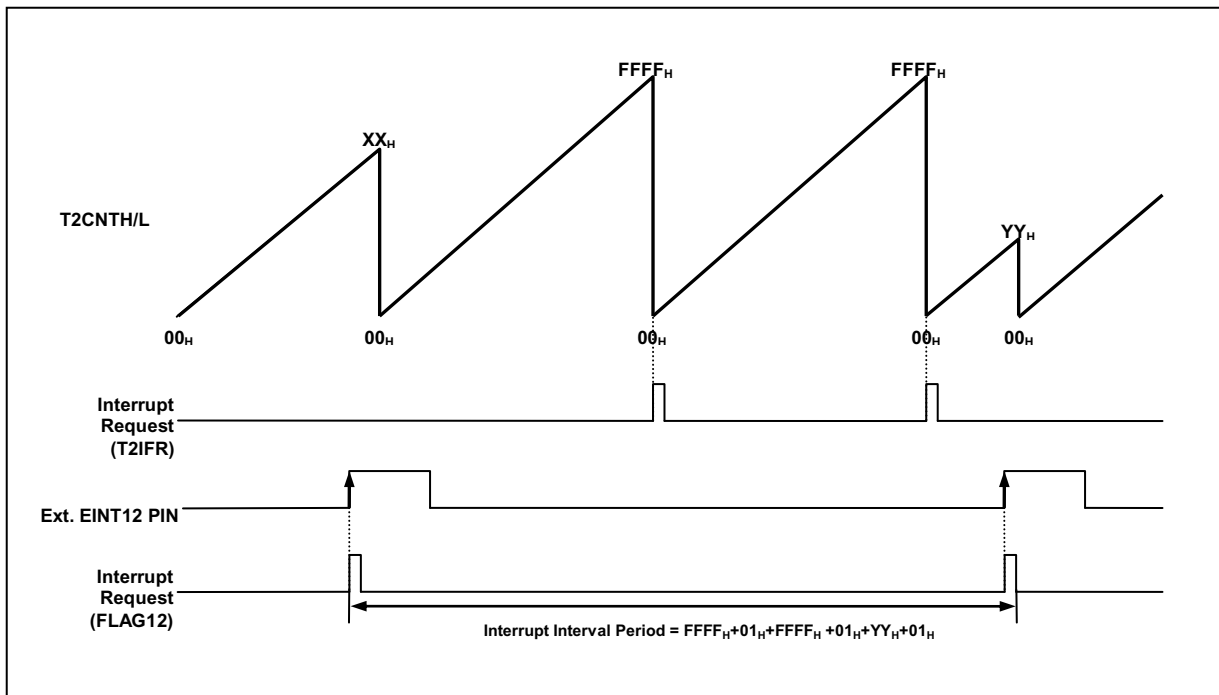 FFFFH FFFFH
XXH
T2CNTH/L
YYH
00H 00H 00H 00H 00H
Interrupt
Request
(T2IFR)
Ext. EINT12 PIN
Interrupt
Request
(FLAG12)
Interrupt Interval Period = FFFFH+01H+FFFFH +01H+YYH+01H